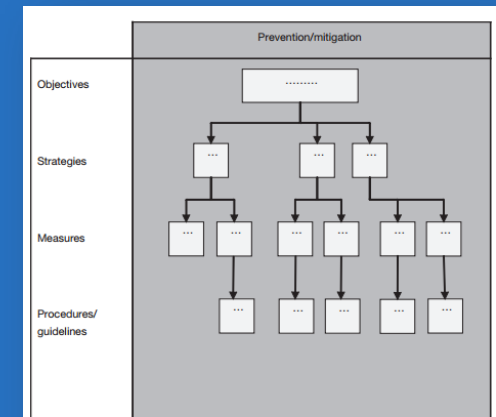 Prevention/mitigation
Objectives
.........
Strategies
... ... ...
Measures
... ... ... ... ... ...
Procedures/
guidelines
... ... ... ... ...